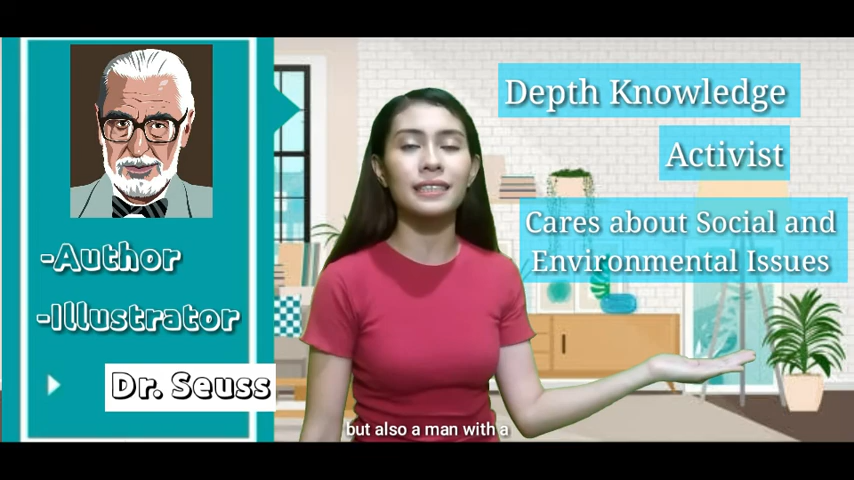 -Author
-Illustrator
Dr. Seuss
Depth Knowledge
Activist
Cares about Social and
Environmental Issues
but also a man with a